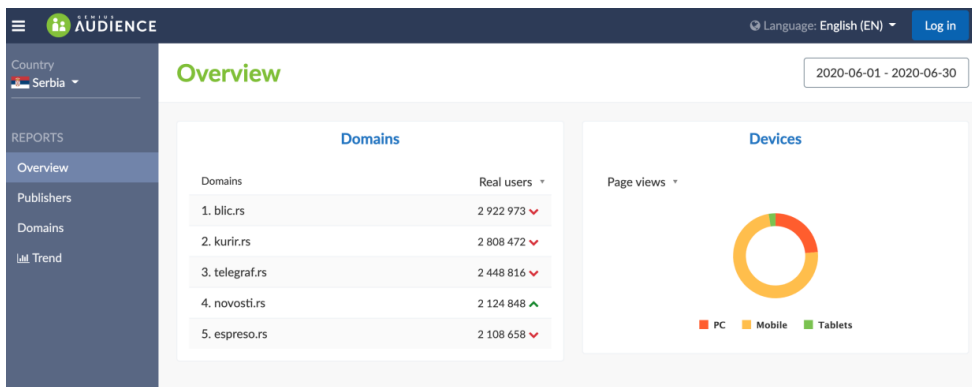 GEMIUS
AUDIENCE
Language: English (EN)
Log in
Country
Serbia
REPORTS
Overview
Publishers
Domains
Trend
Overview
2020-06-01 - 2020-06-30
Domains
Domains Real users
1. blic.rs 2 922 973
2. kurir.rs 2 808 472
3. telegraf.rs 2 448 816
4. novosti.rs 2 124 848
5. espreso.rs 2 108 658
Devices
Page views
PC Mobile Tablets